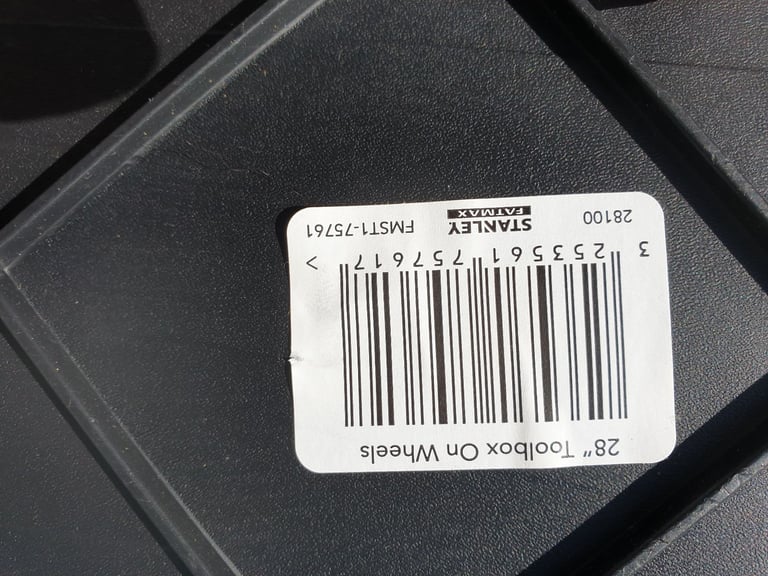 28" Toolbox On Wheels
3 253561 757617 >
28100 STANLEY FMST1-75761
FATMAX